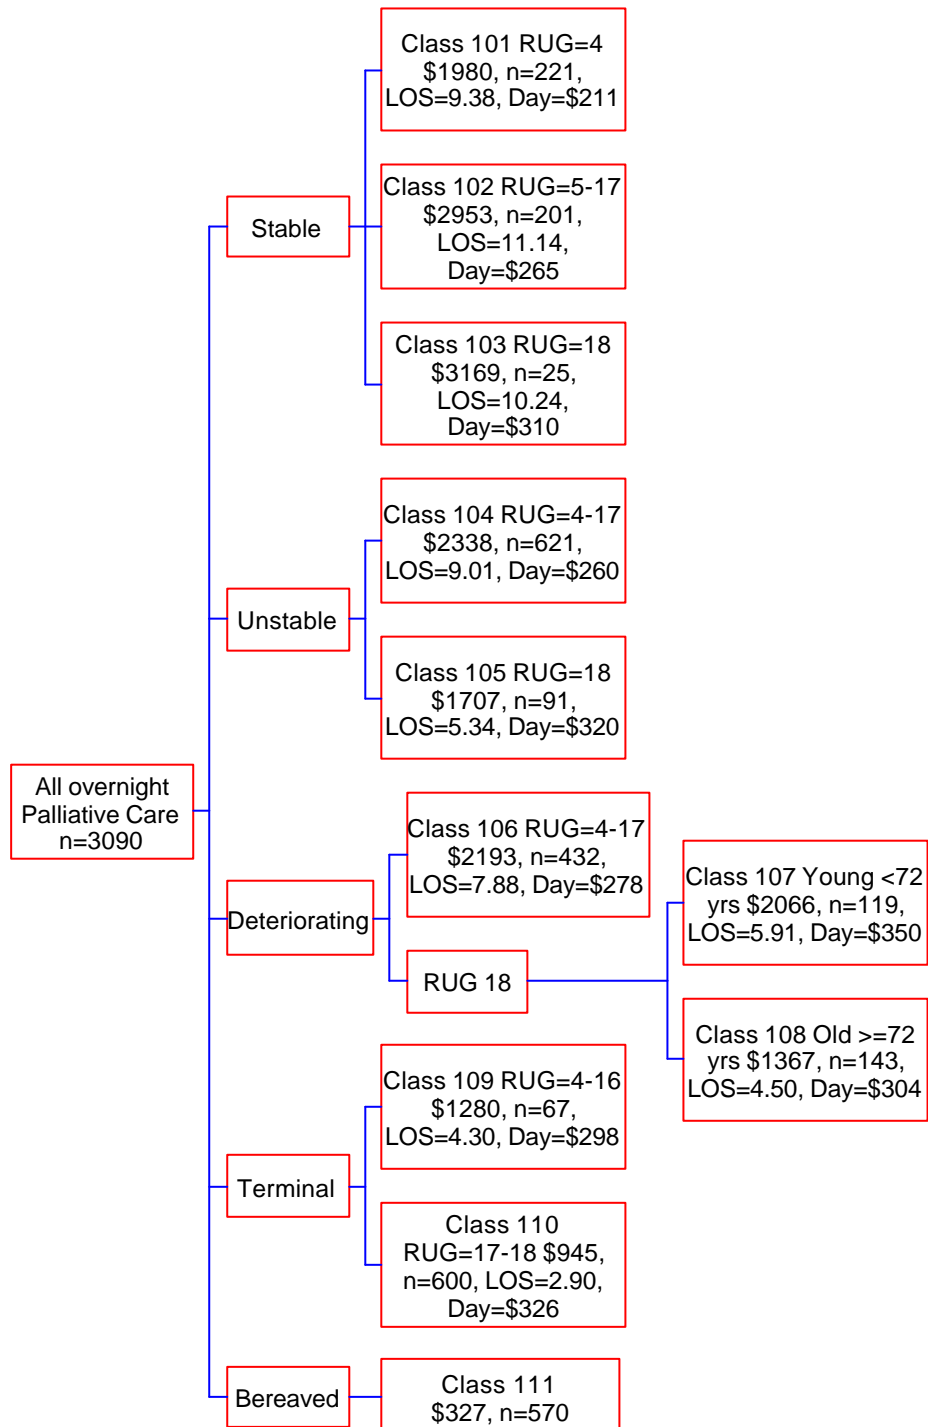 All overnight
Palliative Care
n=3090
Stable
Class 101 RUG=4
$1980, n=221,
LOS=9.38, Day=$211
Class 102 RUG=5-17
$2953, n=201,
LOS=11.14,
Day=$265
Class 103 RUG=18
$3169, n=25,
LOS=10.24,
Day=$310
Unstable
Class 104 RUG=4-17
$2338, n=621,
LOS=9.01, Day=$260
Class 105 RUG=18
$1707, n=91,
LOS=5.34, Day=$320
Deteriorating
Class 106 RUG=4-17
$2193, n=432,
LOS=7.88, Day=$278
RUG 18
Class 107 Young <72
yrs $2066, n=119,
LOS=5.91, Day=$350
Class 108 Old >=72
yrs $1367, n=143,
LOS=4.50, Day=$304
Terminal
Class 109 RUG=4-16
$1280, n=67,
LOS=4.30, Day=$298
Class 110
RUG=17-18 $945,
n=600, LOS=2.90,
Day=$326
Bereaved
Class 111
$327, n=570